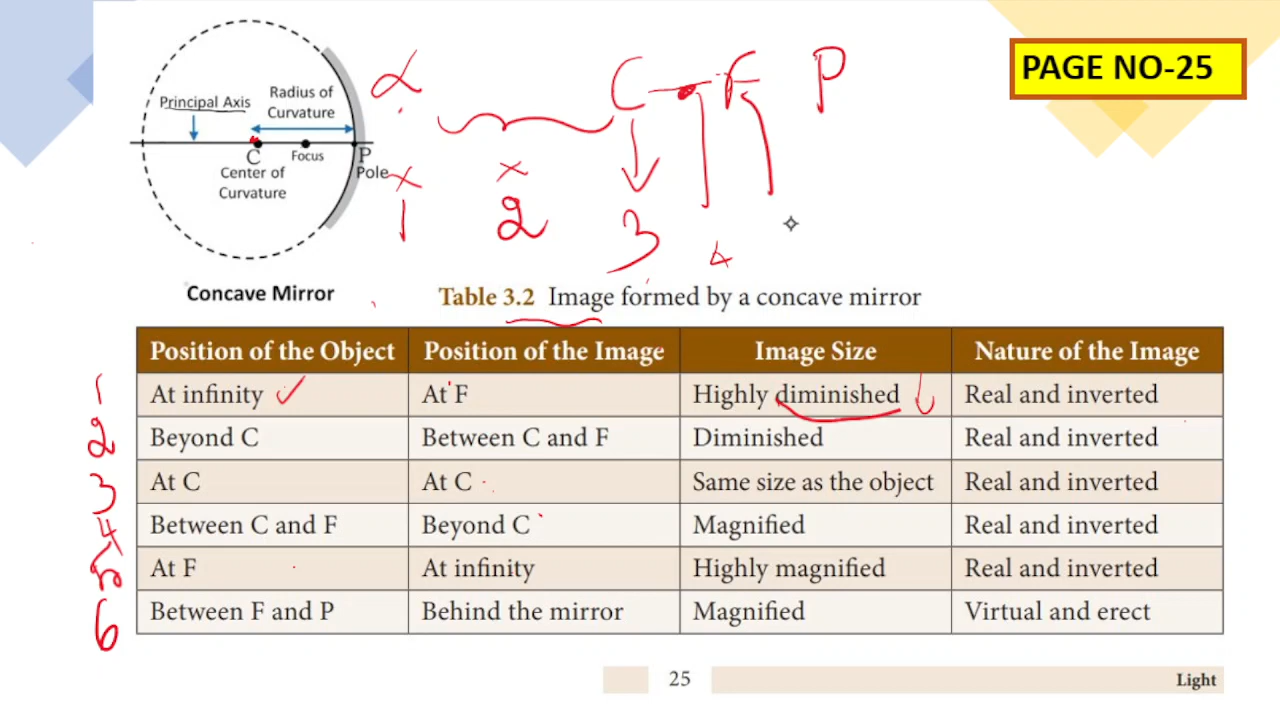 PAGE NO-25
Principal Axis
Radius of
Curvature
C
Focus
P
Center of
Curvature
Pole
Concave Mirror
∝ C F P
1 2 3 4
Table 3.2 Image formed by a concave mirror
Position of the Object Position of the Image Image Size Nature of the Image
1 At infinity At F Highly diminished Real and inverted
2 Beyond C Between C and F Diminished Real and inverted
3 At C At C Same size as the object Real and inverted
4 Between C and F Beyond C Magnified Real and inverted
5 At F At infinity Highly magnified Real and inverted
6 Between F and P Behind the mirror Magnified Virtual and erect
25 Light